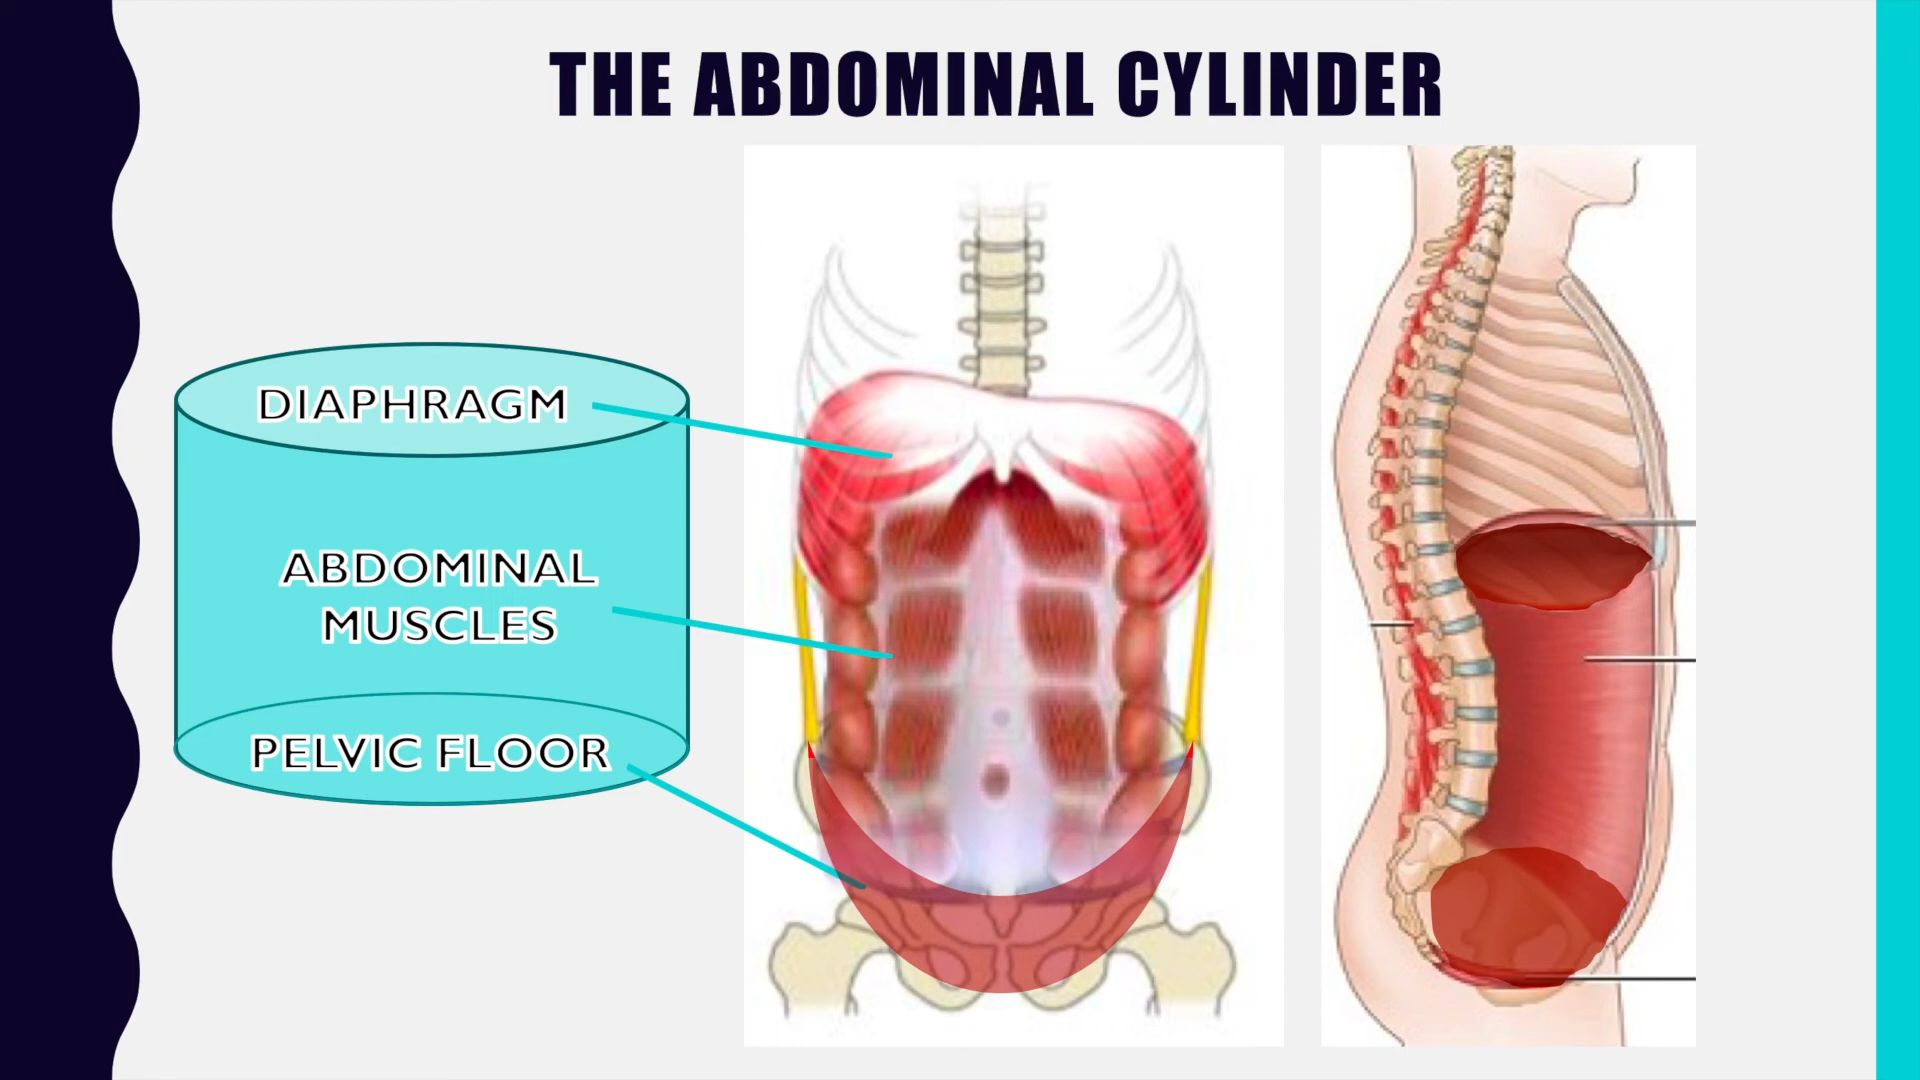 THE ABDOMINAL CYLINDER
DIAPHRAGM
ABDOMINAL
MUSCLES
PELVIC FLOOR